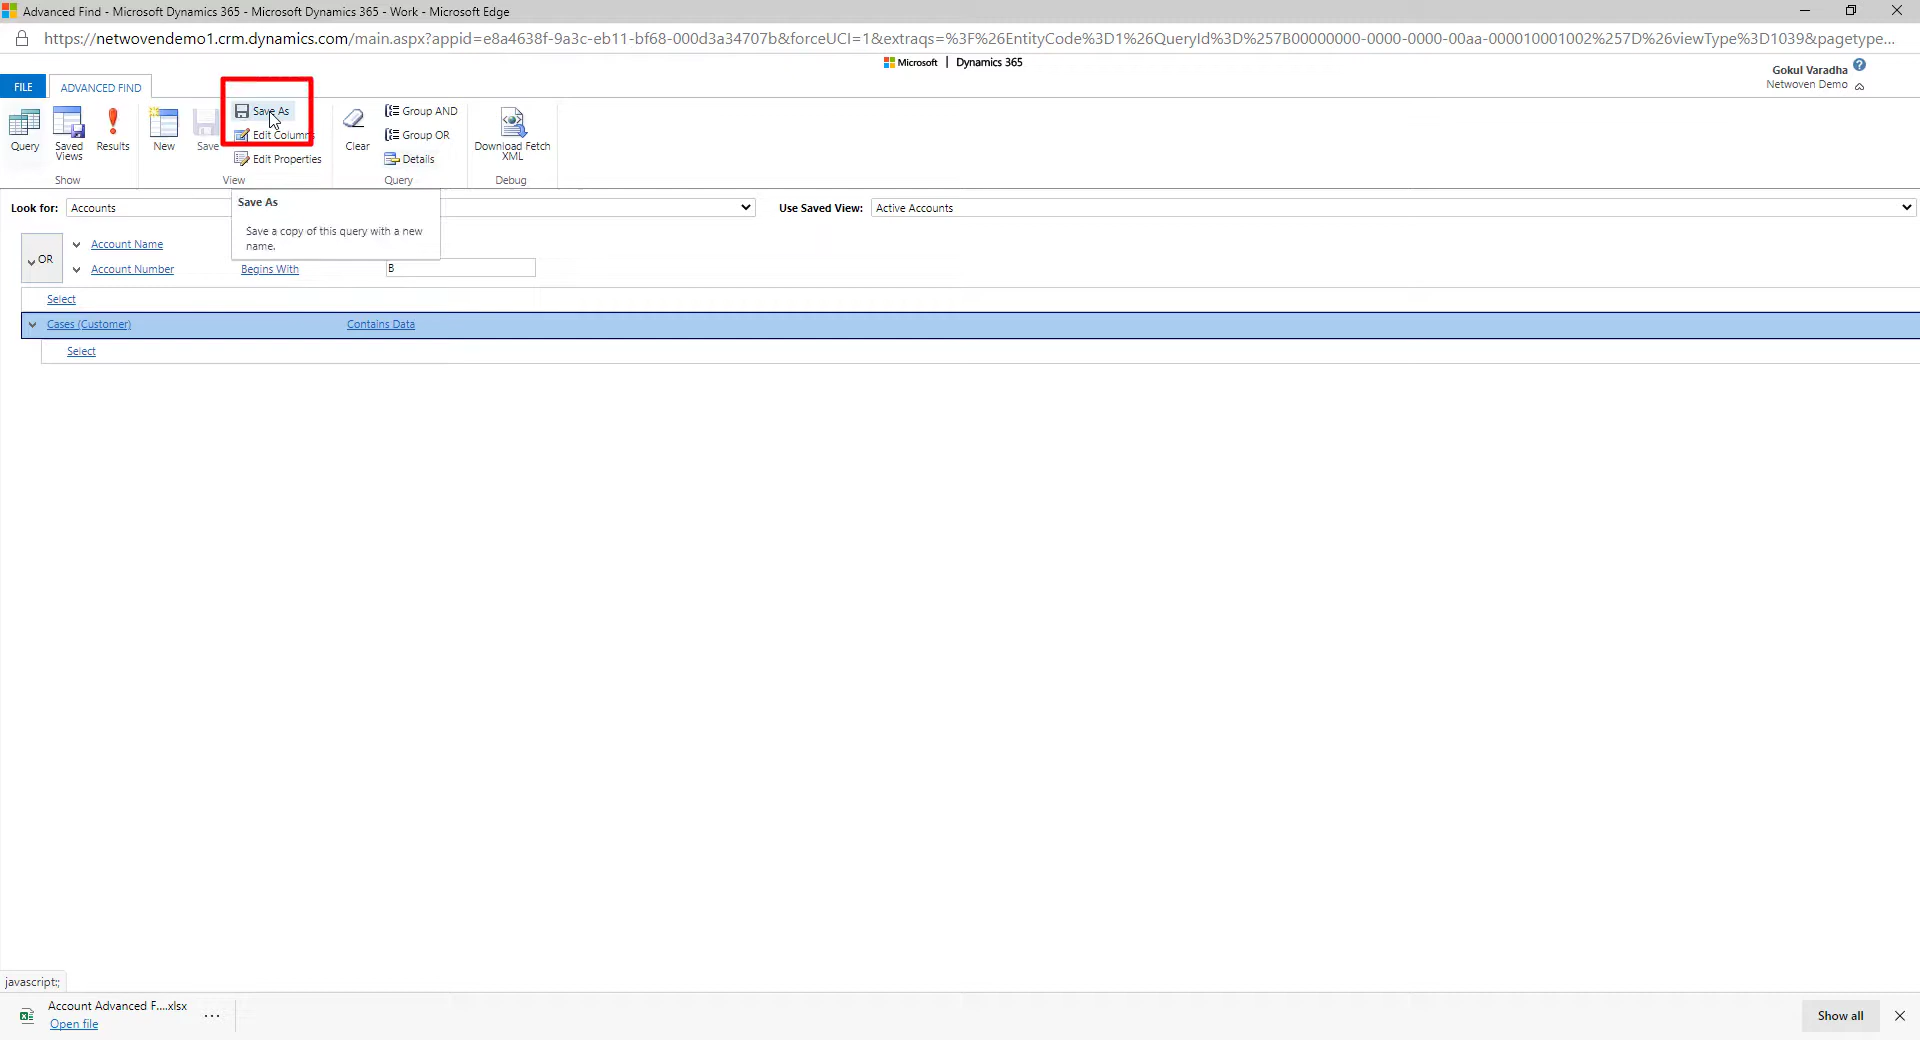 Advanced Find - Microsoft Dynamics 365 - Microsoft Dynamics 365 - Work - Microsoft Edge
https://netwovendemo1.crm.dynamics.com/main.aspx?appid=e8a4638f-9a3c-eb11-bf68-000d3a34707b&forceUCI=1&extraqs=%3F%26EntityCode%3D1%26QueryId%3D%257B00000000-0000-0000-00aa-000010001002%257D%26viewType%3D1039&pagetype...
Microsoft | Dynamics 365
Gokul Varadha
Netwoven Demo
FILE
ADVANCED FIND
Query
Saved Views
Results
Show
New
Save
Save As
Edit Columns
Edit Properties
View
Clear
Group AND
Group OR
Details
Query
Download Fetch XML
Debug
Look for: Accounts
Use Saved View: Active Accounts
Save As
Save a copy of this query with a new
name.
OR
Account Name
Account Number Begins With B
Select
Cases (Customer) Contains Data
Select
javascript:;
Account Advanced F....xlsx
Open file
...
Show all